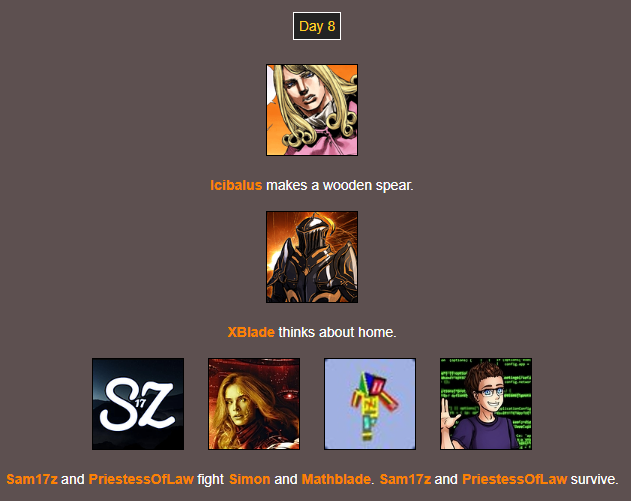 Day 8
Icibalus makes a wooden spear.
XBlade thinks about home.
SZ
17
Sam17z and PriestessOfLaw fight Simon and Mathblade. Sam17z and PriestessOfLaw survive.